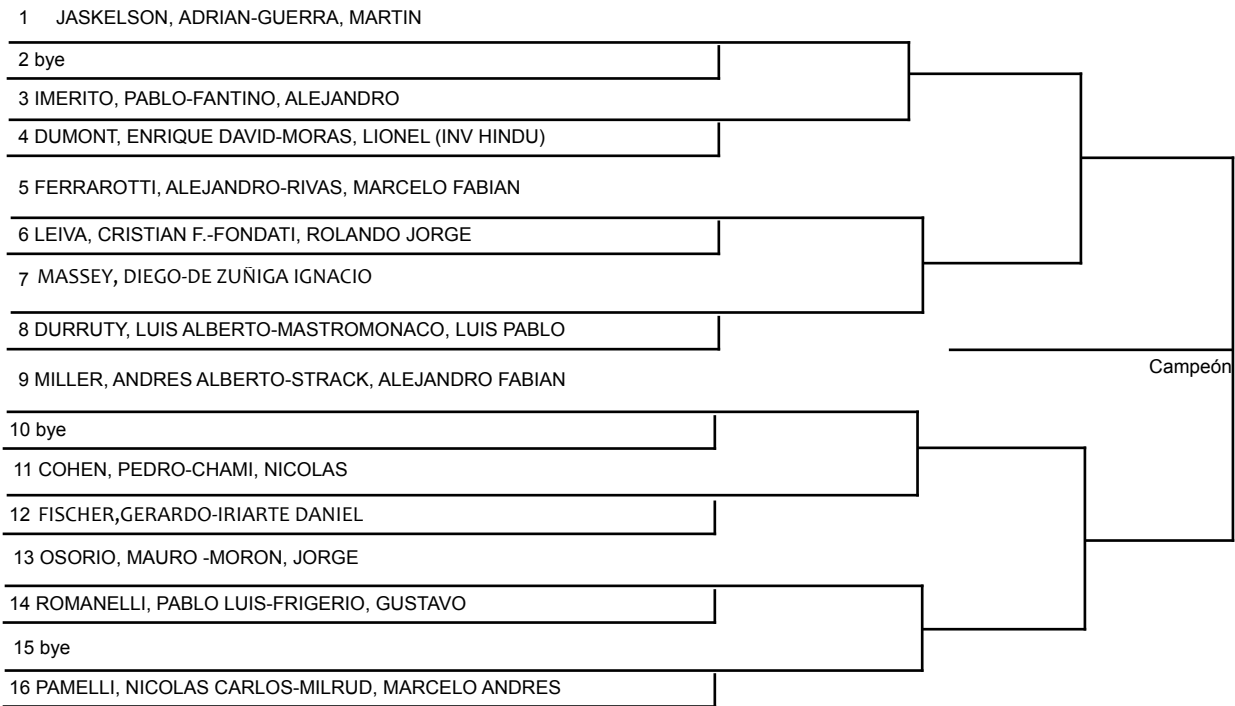 1 JASKELSON, ADRIAN-GUERRA, MARTIN
2 bye
3 IMERITO, PABLO-FANTINO, ALEJANDRO
4 DUMONT, ENRIQUE DAVID-MORAS, LIONEL (INV HINDU)
5 FERRAROTTI, ALEJANDRO-RIVAS, MARCELO FABIAN
6 LEIVA, CRISTIAN F.-FONDATI, ROLANDO JORGE
7 MASSEY, DIEGO-DE ZUÑIGA IGNACIO
8 DURRUTY, LUIS ALBERTO-MASTROMONACO, LUIS PABLO
Campeón
9 MILLER, ANDRES ALBERTO-STRACK, ALEJANDRO FABIAN
10 bye
11 COHEN, PEDRO-CHAMI, NICOLAS
12 FISCHER,GERARDO-IRIARTE DANIEL
13 OSORIO, MAURO -MORON, JORGE
14 ROMANELLI, PABLO LUIS-FRIGERIO, GUSTAVO
15 bye
16 PAMELLI, NICOLAS CARLOS-MILRUD, MARCELO ANDRES